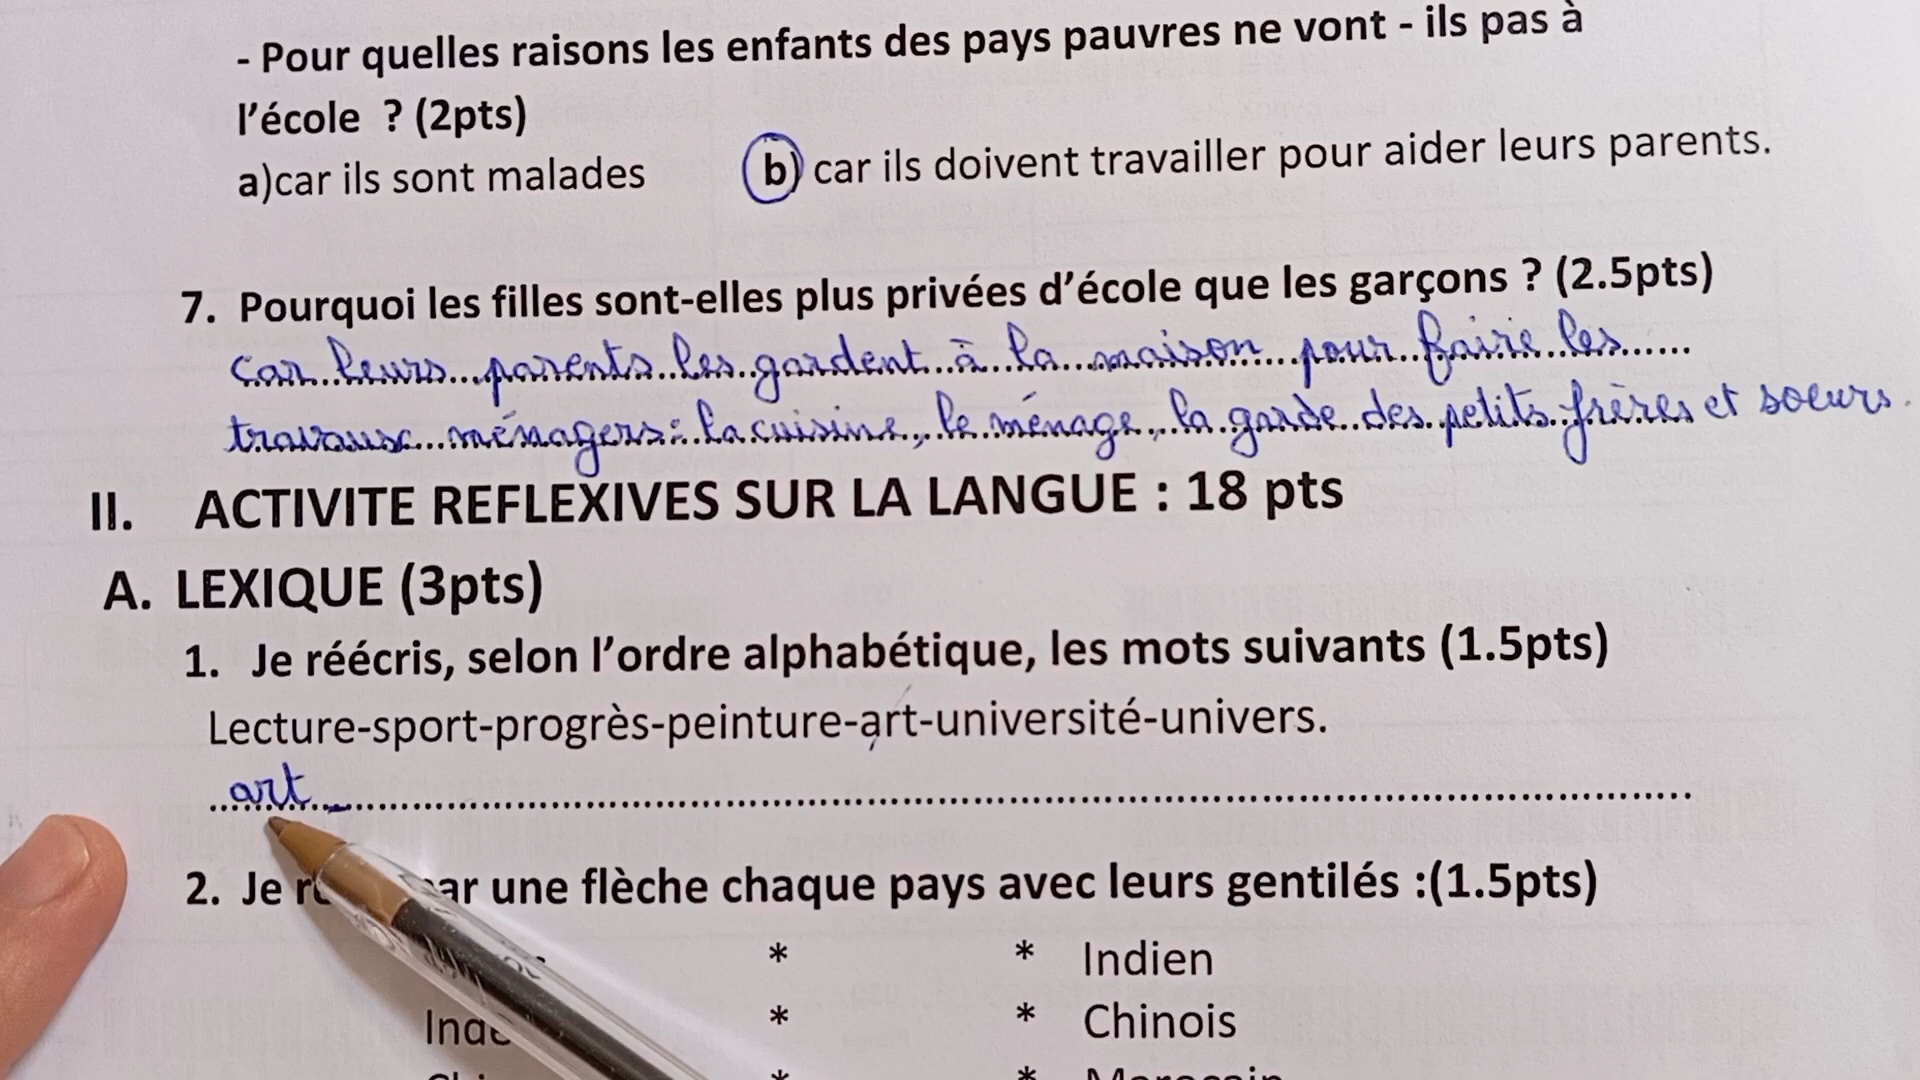 - Pour quelles raisons les enfants des pays pauvres ne vont - ils pas à
l'école ? (2pts)
a)car ils sont malades b) car ils doivent travailler pour aider leurs parents.
7. Pourquoi les filles sont-elles plus privées d'école que les garçons ? (2.5pts)
Car leurs parents les gardent à la maison pour faire les
travaux ménagers : la cuisine, le ménage, la garde des petits frères et soeurs.
II. ACTIVITE REFLEXIVES SUR LA LANGUE : 18 pts
A. LEXIQUE (3pts)
1. Je réécris, selon l'ordre alphabétique, les mots suivants (1.5pts)
Lecture-sport-progrès-peinture-art-université-univers.
art -
2. Je une flèche chaque pays avec leurs gentilés :(1.5pts)
* * Indien
* * Chinois
* * Marocain